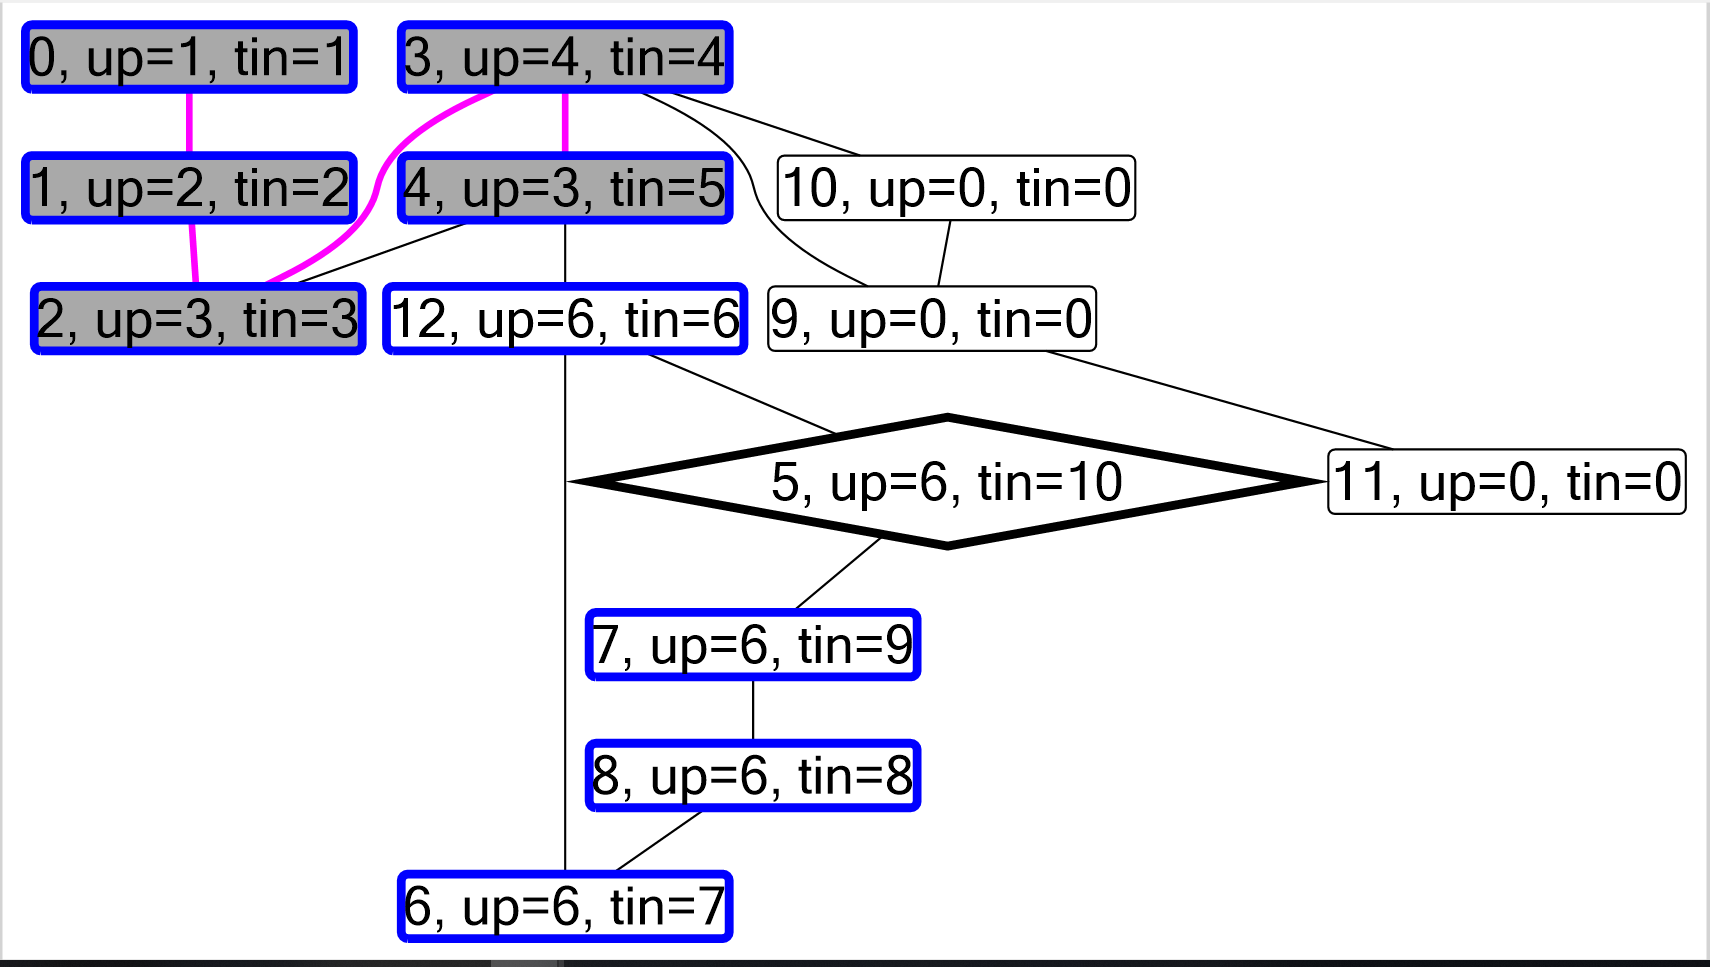 0, up=1, tin=1
3, up=4, tin=4
1, up=2, tin=2
4, up=3, tin=5
10, up=0, tin=0
2, up=3, tin=3
12, up=6, tin=6
9, up=0, tin=0
5, up=6, tin=10
11, up=0, tin=0
7, up=6, tin=9
8, up=6, tin=8
6, up=6, tin=7